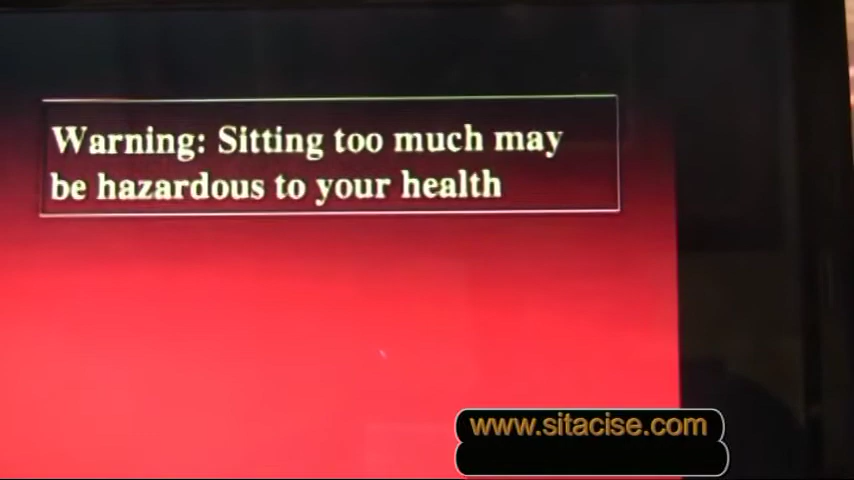 Warning: Sitting too much may
be hazardous to your health
www.sitacise.com